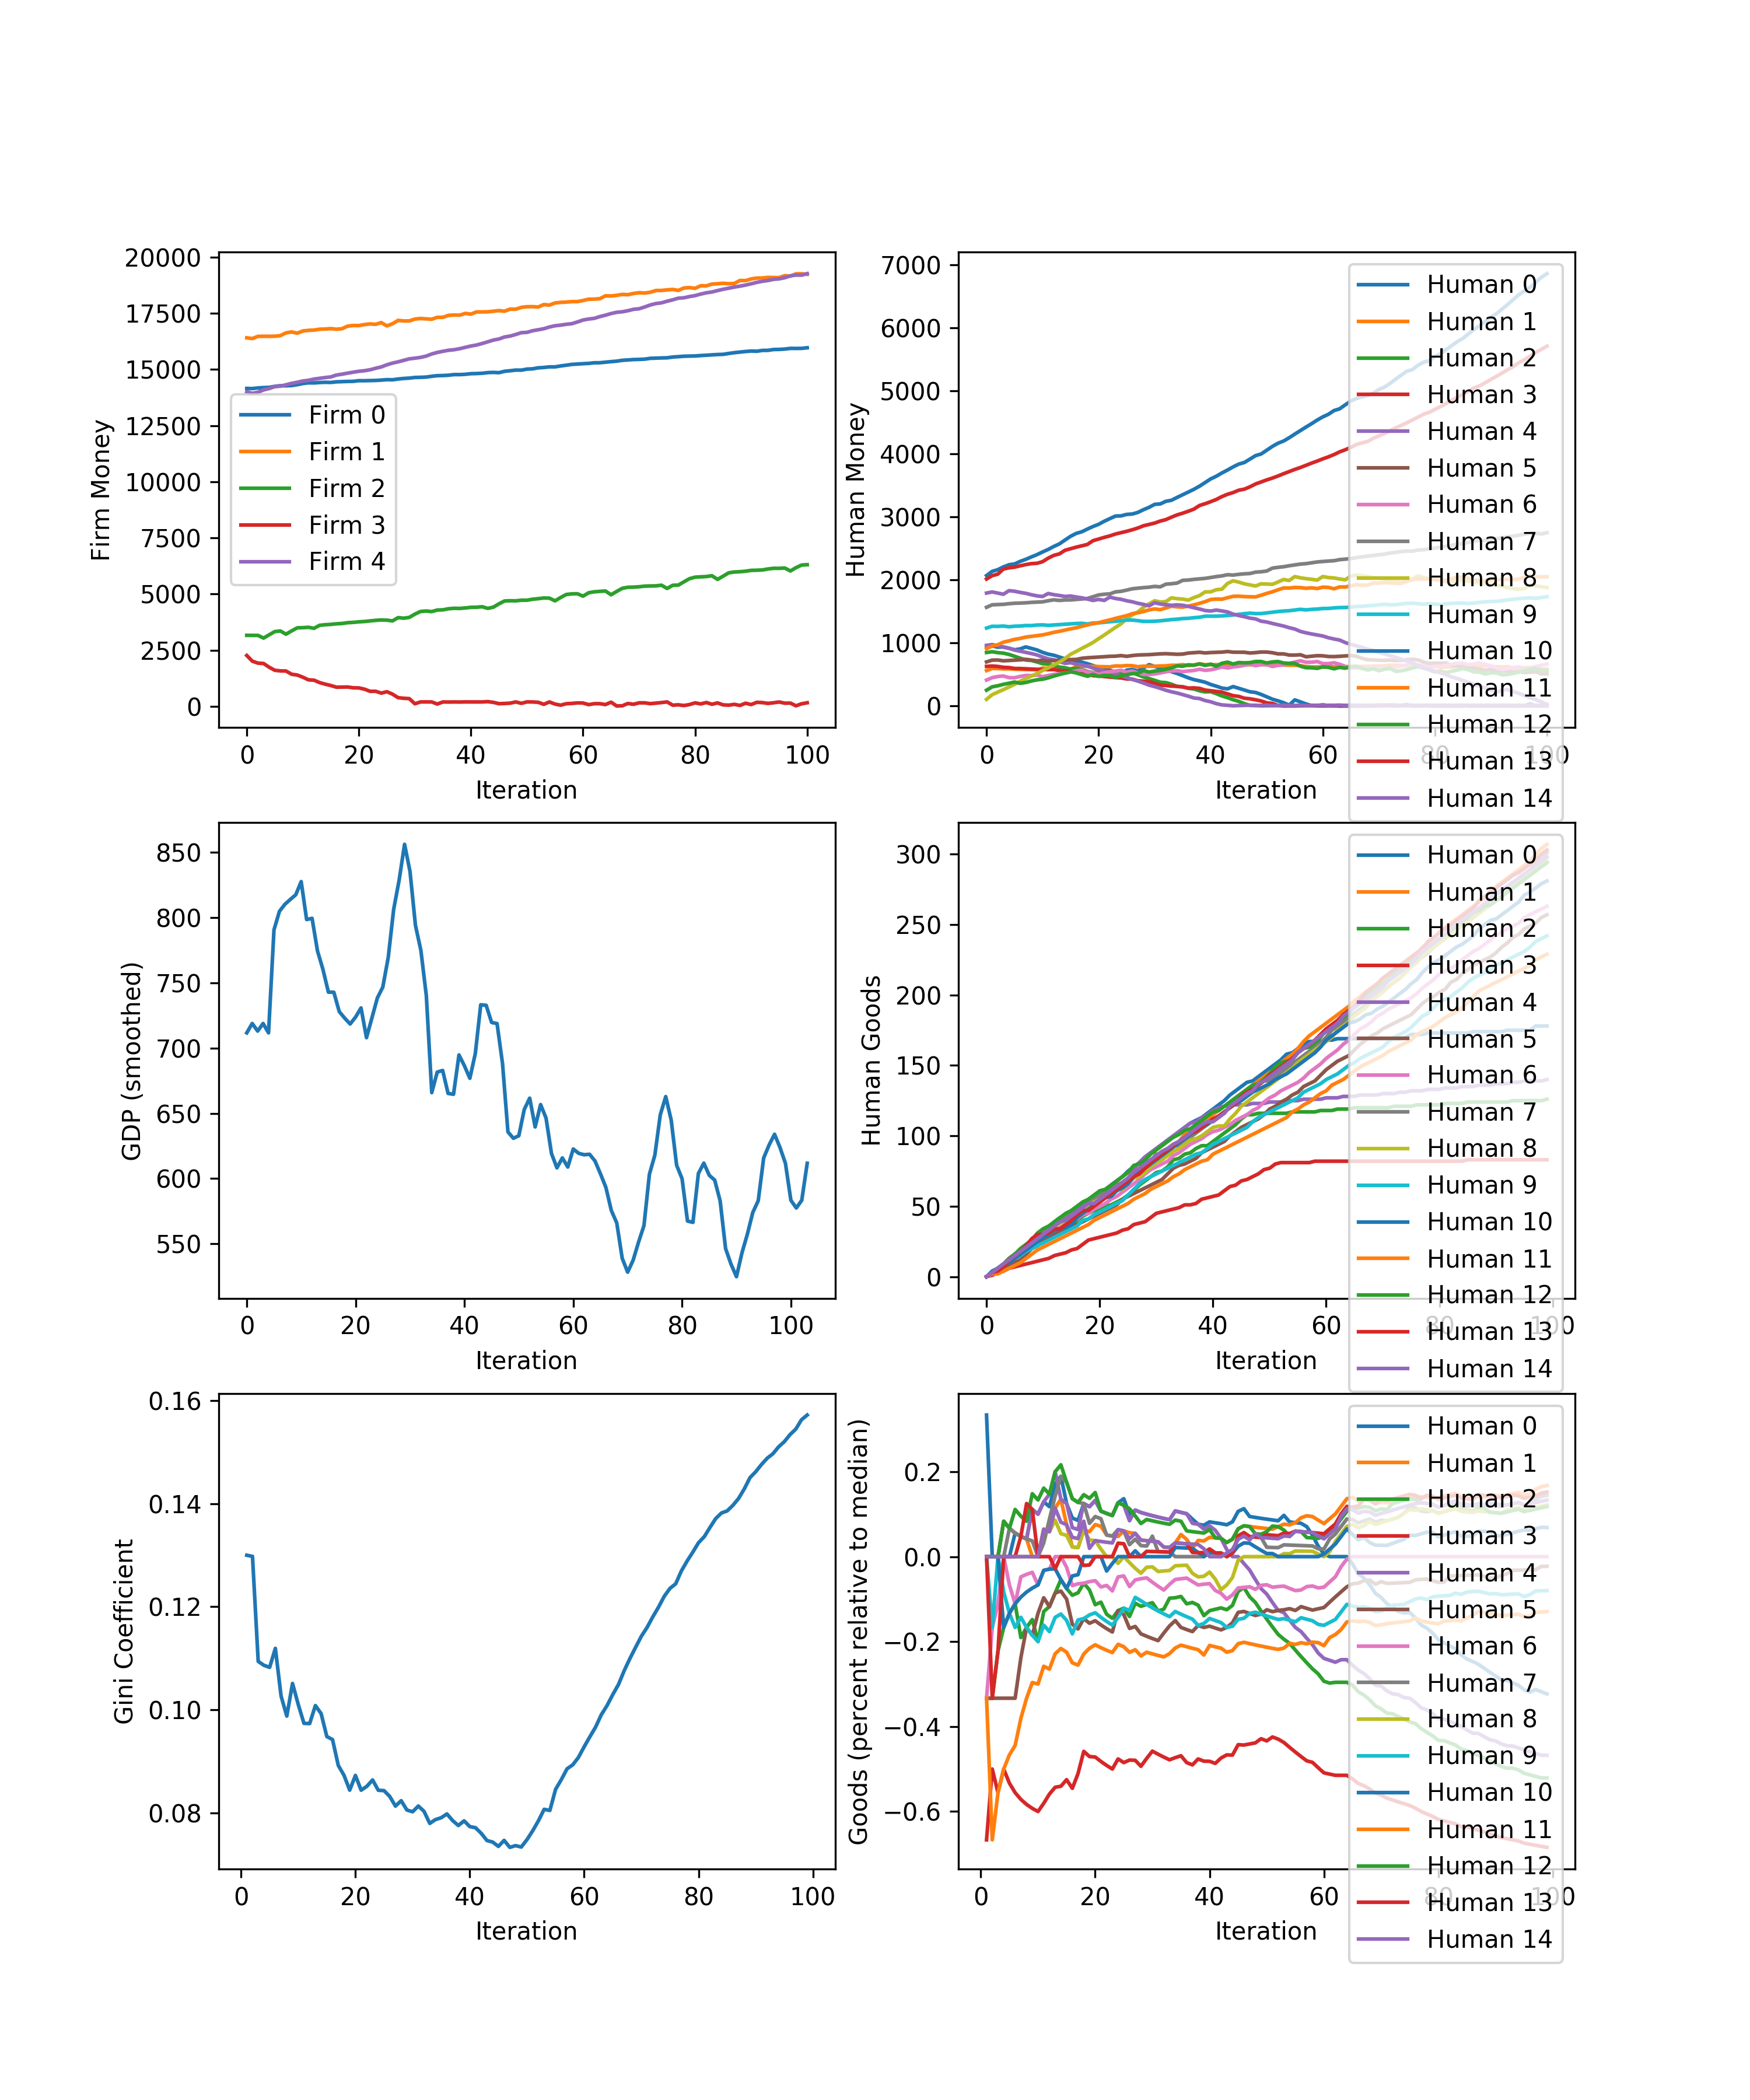 20000
17500
15000
12500
10000
7500
5000
2500
0
Firm Money
Firm 0
Firm 1
Firm 2
Firm 3
Firm 4
0 20 40 60 80 100
Iteration
7000
6000
5000
4000
3000
2000
1000
0
Human Money
Human 0
Human 1
Human 2
Human 3
Human 4
Human 5
Human 6
Human 7
Human 8
Human 9
Human 10
Human 11
Human 12
Human 13
Human 14
0 20 40 60 80 100
Iteration
850
800
750
700
650
600
550
GDP (smoothed)
0 20 40 60 80 100
Iteration
300
250
200
150
100
50
0
Human Goods
Human 0
Human 1
Human 2
Human 3
Human 4
Human 5
Human 6
Human 7
Human 8
Human 9
Human 10
Human 11
Human 12
Human 13
Human 14
0 20 40 60 80 100
Iteration
0.16
0.14
0.12
0.10
0.08
Gini Coefficient
0 20 40 60 80 100
Iteration
0.2
0.0
−0.2
−0.4
−0.6
Goods (percent relative to median)
Human 0
Human 1
Human 2
Human 3
Human 4
Human 5
Human 6
Human 7
Human 8
Human 9
Human 10
Human 11
Human 12
Human 13
Human 14
0 20 40 60 80 100
Iteration